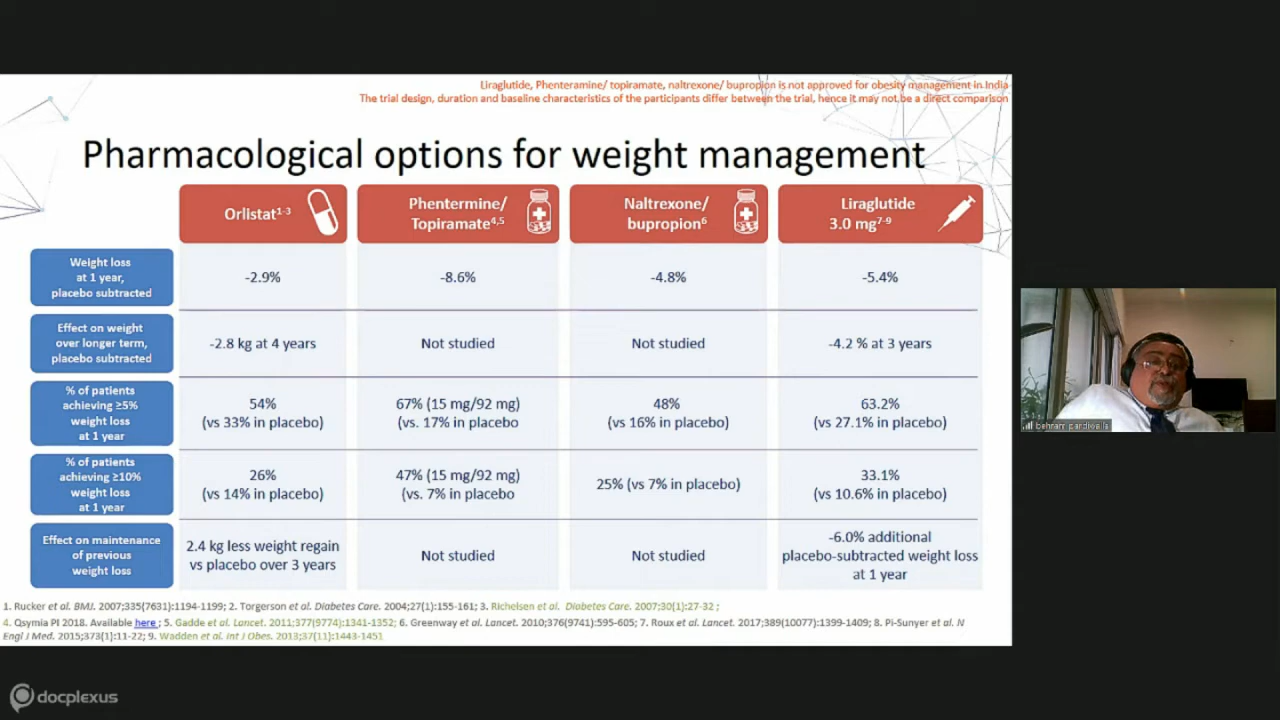 Liraglutide, Phenteramine/ topiramate, naltrexone/ bupropion is not approved for obesity management in India
The trial design, duration and baseline characteristics of the participants differ between the trial, hence it may not be a direct comparison
Pharmacological options for weight management
Orlistat1-3
Phentermine/
Topiramate4,5
Naltrexone/
bupropion6
Liraglutide
3.0 mg7-9
Weight loss
at 1 year,
placebo subtracted
-2.9%
-8.6%
-4.8%
-5.4%
Effect on weight
over longer term,
placebo subtracted
-2.8 kg at 4 years
Not studied
Not studied
-4.2 % at 3 years
% of patients
achieving ≥5%
weight loss
at 1 year
54%
(vs 33% in placebo)
67% (15 mg/92 mg)
(vs. 17% in placebo
48%
(vs 16% in placebo)
63.2%
(vs 27.1% in placebo)
% of patients
achieving ≥10%
weight loss
at 1 year
26%
(vs 14% in placebo)
47% (15 mg/92 mg)
(vs. 7% in placebo
25% (vs 7% in placebo)
33.1%
(vs 10.6% in placebo)
Effect on maintenance
of previous
weight loss
2.4 kg less weight regain
vs placebo over 3 years
Not studied
Not studied
-6.0% additional
placebo-subtracted weight loss
at 1 year
1. Rucker et al. BMJ. 2007;335(7631):1194-1199; 2. Torgerson et al. Diabetes Care. 2004;27(1):155-161; 3. Richelsen et al. Diabetes Care. 2007;30(1):27-32 ;
4. Qsymia PI 2018. Available here ; 5. Gadde et al. Lancet. 2011;377(9774):1341-1352; 6. Greenway et al. Lancet. 2010;376(9741):595-605; 7. Roux et al. Lancet. 2017;389(10077):1399-1409; 8. Pi-Sunyer et al. N
Engl J Med. 2015;373(1):11-22; 9. Wadden et al. Int J Obes. 2013;37(11):1443-1451
behram pardiwalla
docplexus